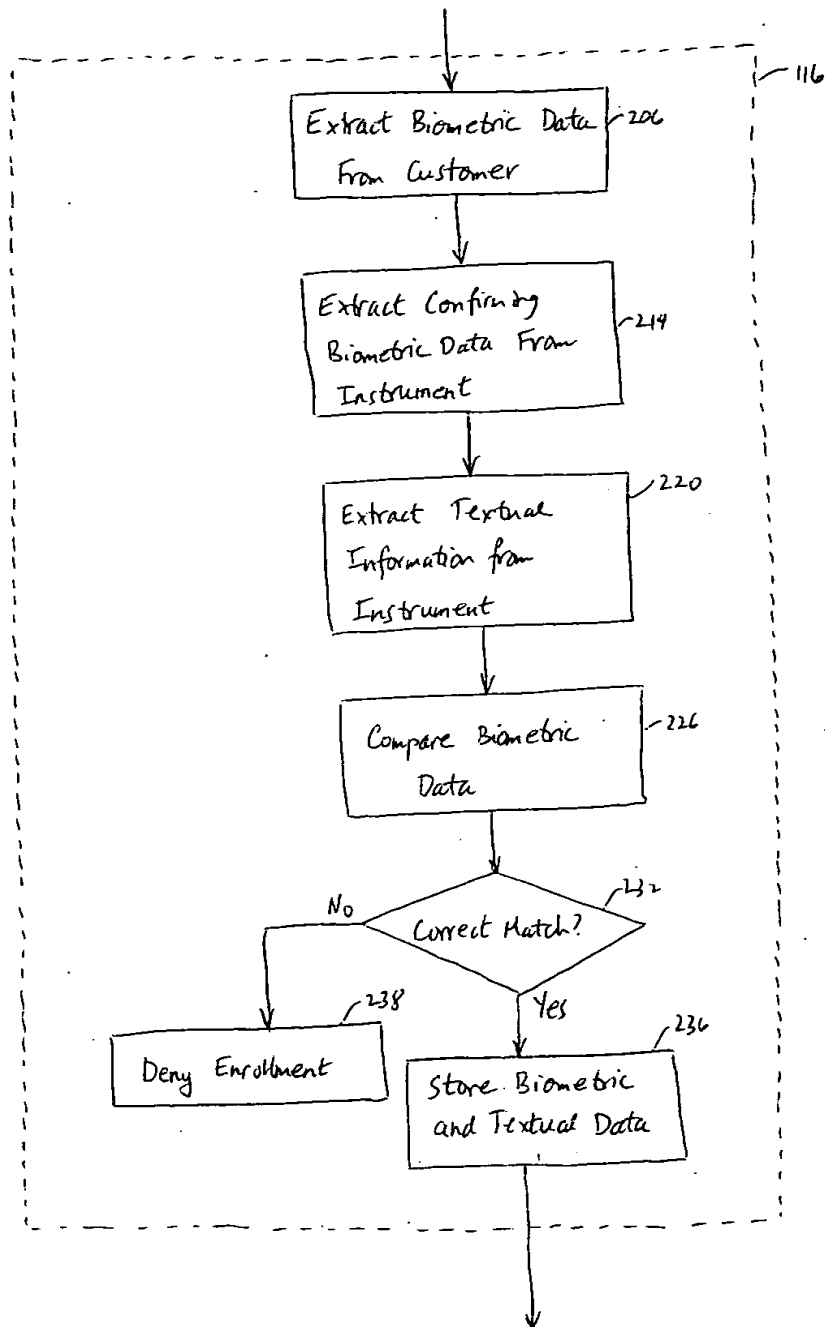 116
Extract Biometric Data
From Customer
206
Extract Confirming
Biometric Data From
Instrument
214
Extract Textual
Information from
Instrument
220
Compare Biometric
Data
226
Correct Match?
232
No
Yes
Deny Enrollment
238
Store Biometric
and Textual Data
236